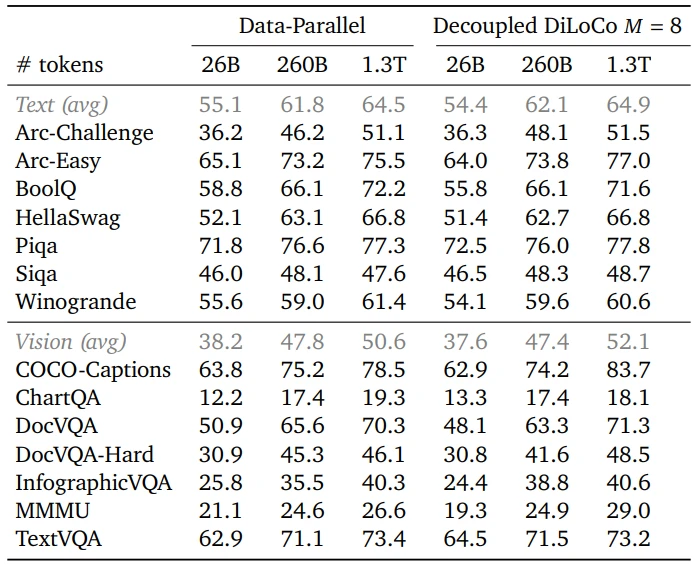 Data-Parallel Decoupled DiLoCo M = 8
# tokens 26B 260B 1.3T 26B 260B 1.3T
Text (avg) 55.1 61.8 64.5 54.4 62.1 64.9
Arc-Challenge 36.2 46.2 51.1 36.3 48.1 51.5
Arc-Easy 65.1 73.2 75.5 64.0 73.8 77.0
BoolQ 58.8 66.1 72.2 55.8 66.1 71.6
HellaSwag 52.1 63.1 66.8 51.4 62.7 66.8
Piqa 71.8 76.6 77.3 72.5 76.0 77.8
Siqa 46.0 48.1 47.6 46.5 48.3 48.7
Winogrande 55.6 59.0 61.4 54.1 59.6 60.6
Vision (avg) 38.2 47.8 50.6 37.6 47.4 52.1
COCO-Captions 63.8 75.2 78.5 62.9 74.2 83.7
ChartQA 12.2 17.4 19.3 13.3 17.4 18.1
DocVQA 50.9 65.6 70.3 48.1 63.3 71.3
DocVQA-Hard 30.9 45.3 46.1 30.8 41.6 48.5
InfographicVQA 25.8 35.5 40.3 24.4 38.8 40.6
MMMU 21.1 24.6 26.6 19.3 24.9 29.0
TextVQA 62.9 71.1 73.4 64.5 71.5 73.2